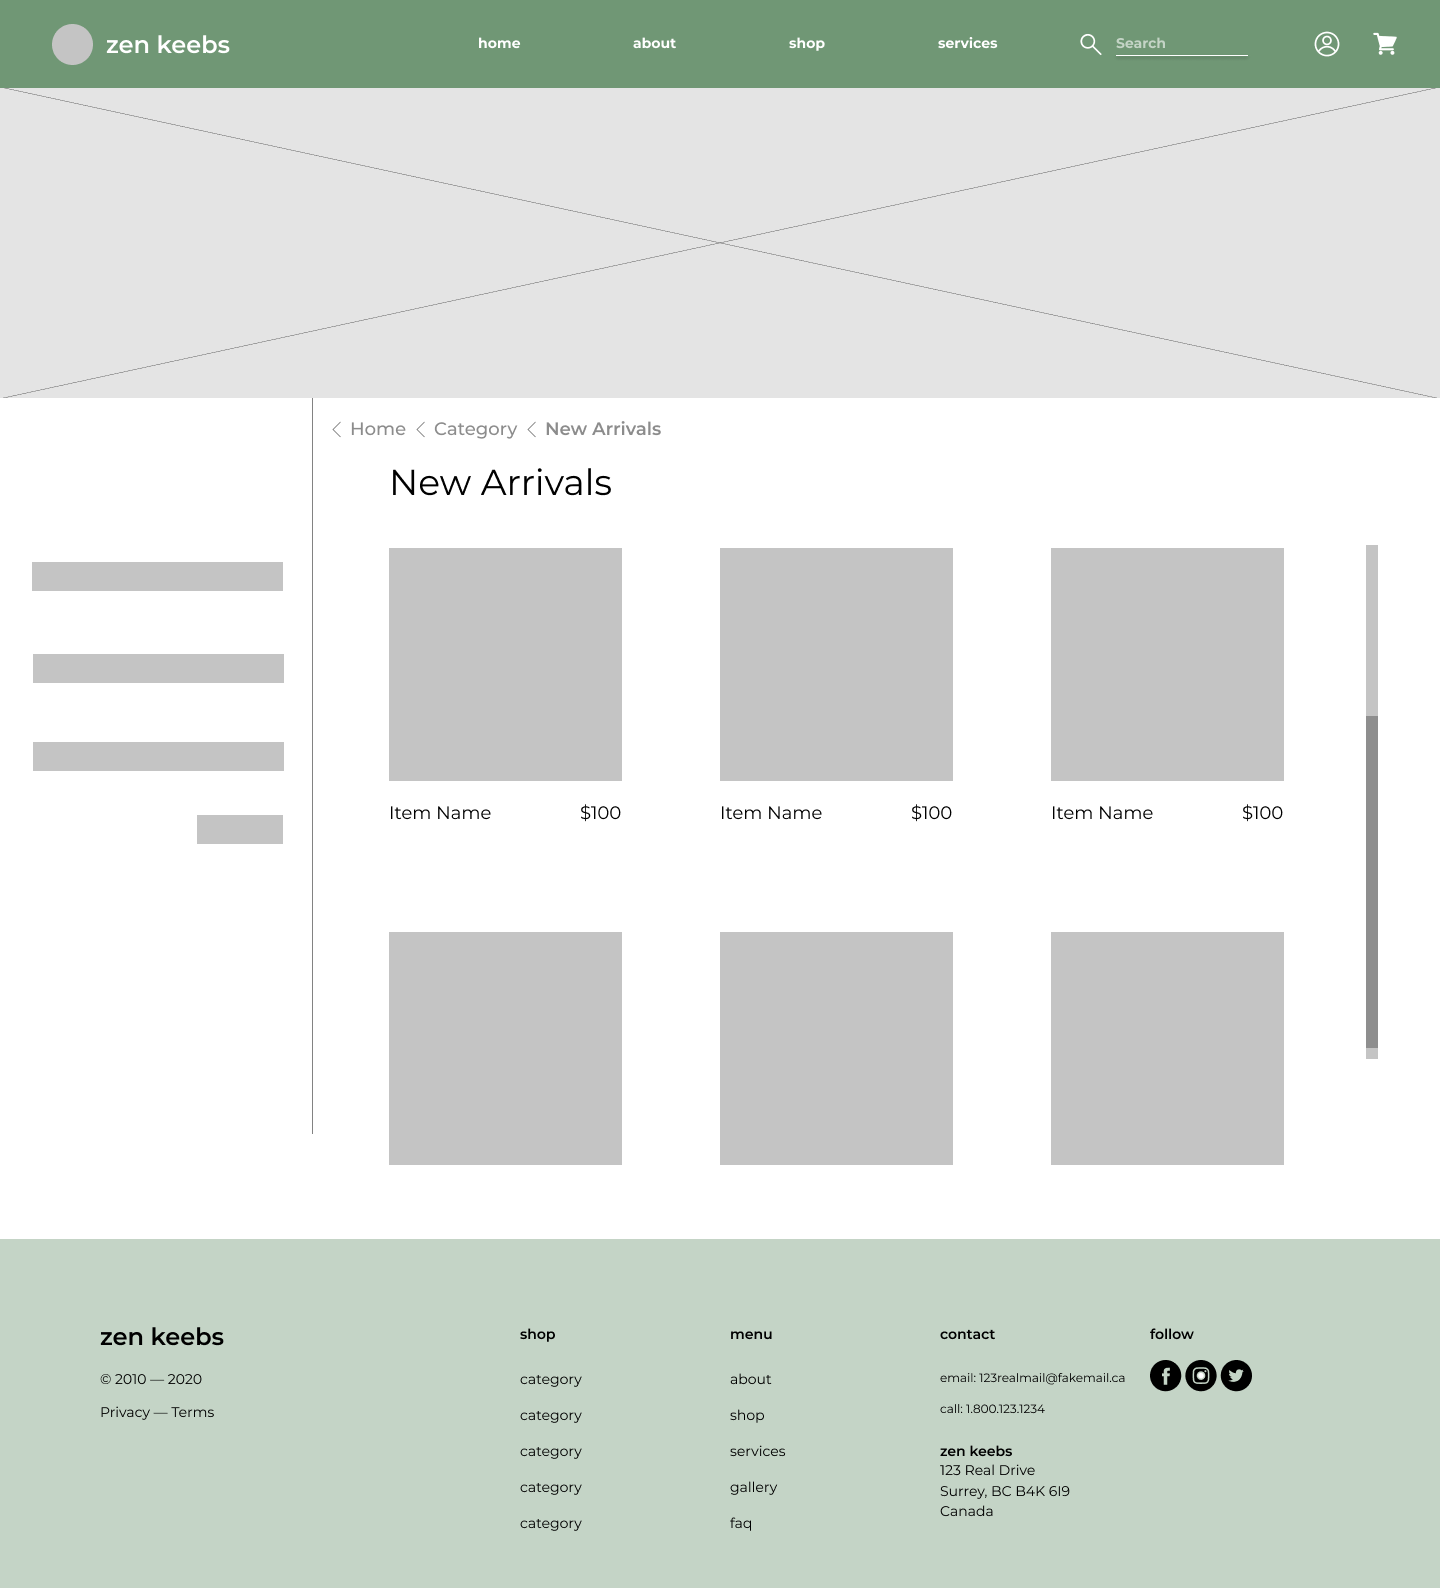 zen keebs
home about shop services Search
Home Category New Arrivals
New Arrivals
Item Name $100 Item Name $100 Item Name $100
zen keebs
© 2010 — 2020
Privacy — Terms
shop
category
category
category
category
category
menu
about
shop
services
gallery
faq
contact
email: 123realmail@fakemail.ca
call: 1.800.123.1234
zen keebs
123 Real Drive
Surrey, BC B4K 6I9
Canada
follow